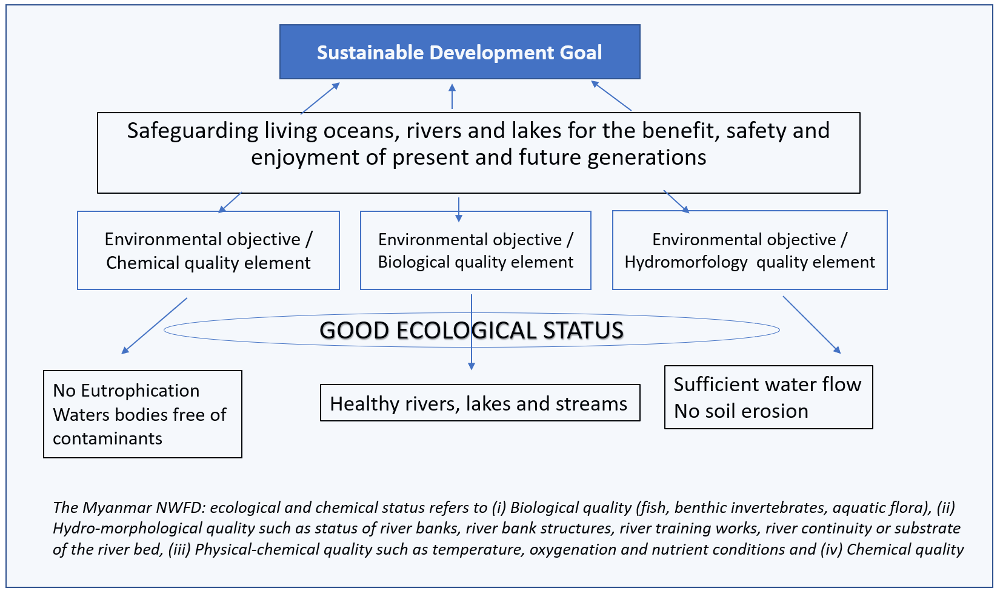 Sustainable Development Goal
Safeguarding living oceans, rivers and lakes for the benefit, safety and
enjoyment of present and future generations
Environmental objective /
Chemical quality element
Environmental objective /
Biological quality element
Environmental objective /
Hydromorfology quality element
GOOD ECOLOGICAL STATUS
No Eutrophication
Waters bodies free of
contaminants
Healthy rivers, lakes and streams
Sufficient water flow
No soil erosion
The Myanmar NWFD: ecological and chemical status refers to (i) Biological quality (fish, benthic invertebrates, aquatic flora), (ii)
Hydro-morphological quality such as status of river banks, river bank structures, river training works, river continuity or substrate
of the river bed, (iii) Physical-chemical quality such as temperature, oxygenation and nutrient conditions and (iv) Chemical quality